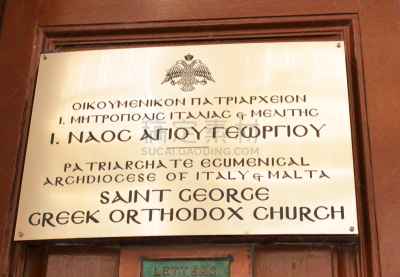 ΟΙΚΟΥΜΕΝΙΚΟΝ ΠΑΤΡΙΑΡΧΕΙΟΝ
Ι. ΜΗΤΡΟΠΟΛΙΣ ΙΤΑΛΙΑΣ & ΜΕΛΙΤΗΣ
Ι. ΝΑΟΣ ΑΓΙΟΥ ΓΕΩΡΓΙΟΥ
PATRIARCHATE ECUMENICAL
ARCHDIOCESE OF ITALY & MALTA
SAINT GEORGE
GREEK ORTHODOX CHURCH
LETTERS